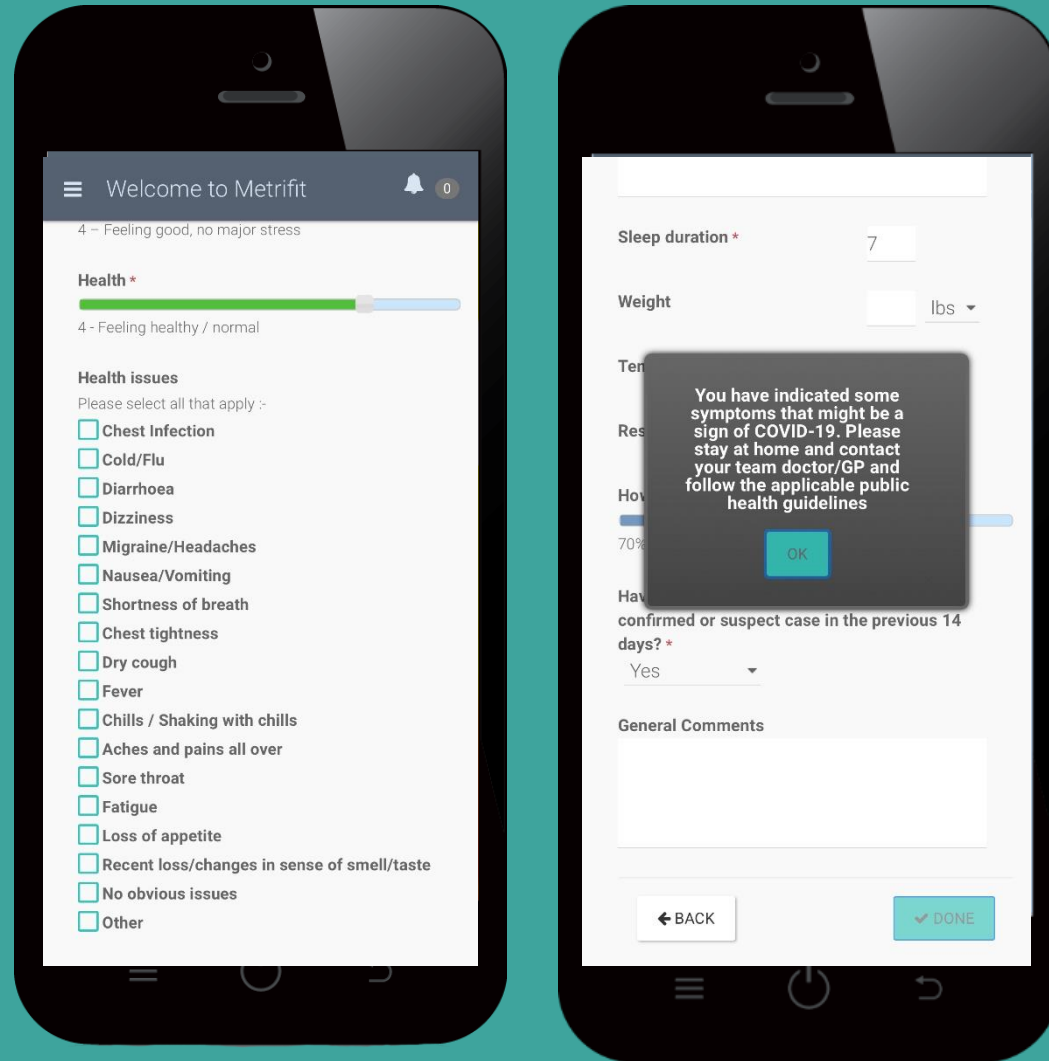 Welcome to Metrifit
0
4 – Feeling good, no major stress
Health *
4 - Feeling healthy / normal
Health issues
Please select all that apply :-
Chest Infection
Cold/Flu
Diarrhoea
Dizziness
Migraine/Headaches
Nausea/Vomiting
Shortness of breath
Chest tightness
Dry cough
Fever
Chills / Shaking with chills
Aches and pains all over
Sore throat
Fatigue
Loss of appetite
Recent loss/changes in sense of smell/taste
No obvious issues
Other
Sleep duration *
7
Weight
lbs
You have indicated some
symptoms that might be a
sign of COVID-19. Please
stay at home and contact
your team doctor/GP and
follow the applicable public
health guidelines
OK
70%
confirmed or suspect case in the previous 14
days? *
Yes
General Comments
BACK
DONE